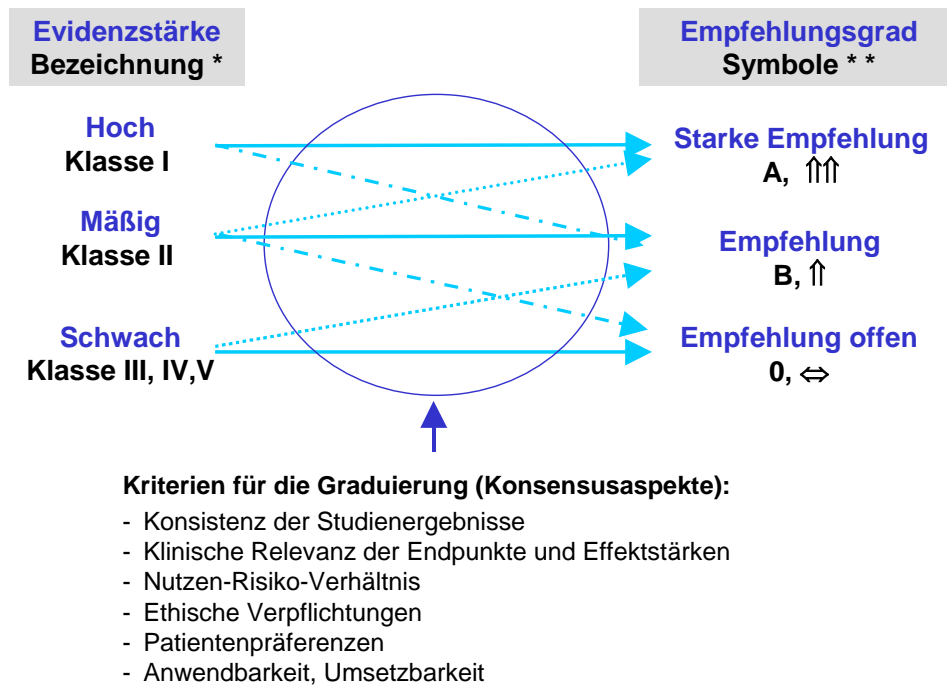 Evidenzstärke
Bezeichnung *
Empfehlungsgrad
Symbole * *
Hoch
Klasse I
Starke Empfehlung
A, ⇑⇑
Mäßig
Klasse II
Empfehlung
B, ⇑
Schwach
Klasse III, IV,V
Empfehlung offen
0, ⇔
Kriterien für die Graduierung (Konsensusaspekte):
- Konsistenz der Studienergebnisse
- Klinische Relevanz der Endpunkte und Effektstärken
- Nutzen-Risiko-Verhältnis
- Ethische Verpflichtungen
- Patientenpräferenzen
- Anwendbarkeit, Umsetzbarkeit